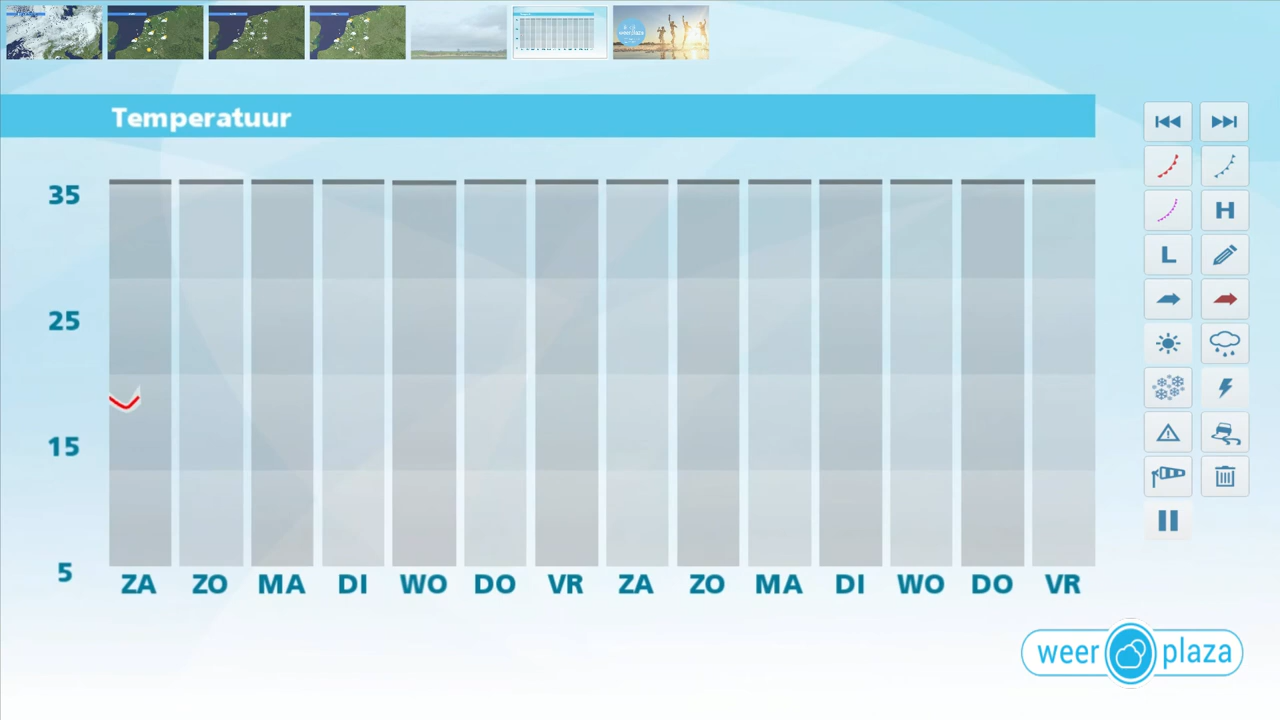 Temperatuur
35
25
15
5
ZA ZO MA DI WO DO VR ZA ZO MA DI WO DO VR
H
L
weer plaza